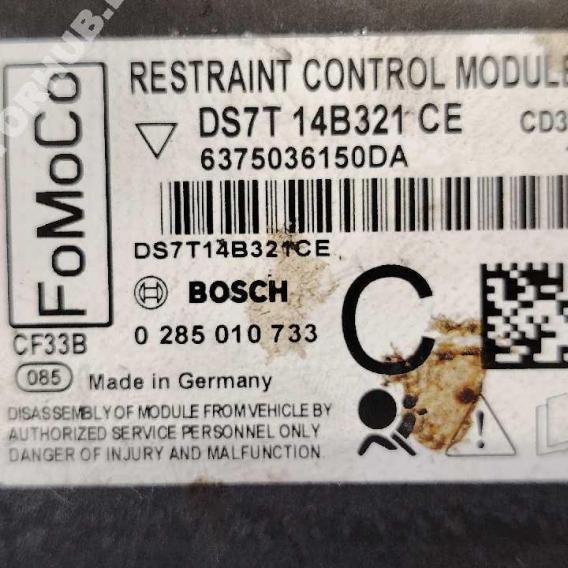 RESTRAINT CONTROL MODULE
DS7T 14B321 CE
6375036150DA
DS7T14B321CE
BOSCH
0 285 010 733
C
FoMoCo
CF33B
085
Made in Germany
DISASSEMBLY OF MODULE FROM VEHICLE BY
AUTHORIZED SERVICE PERSONNEL ONLY
DANGER OF INJURY AND MALFUNCTION.